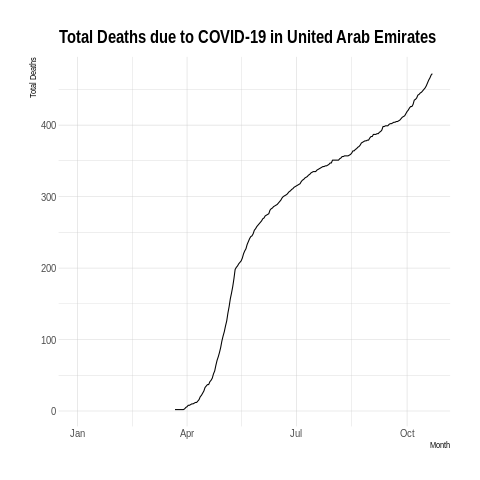 Total Deaths due to COVID-19 in United Arab Emirates
Total Deaths
400
300
200
100
0
Jan Apr Jul Oct
Month